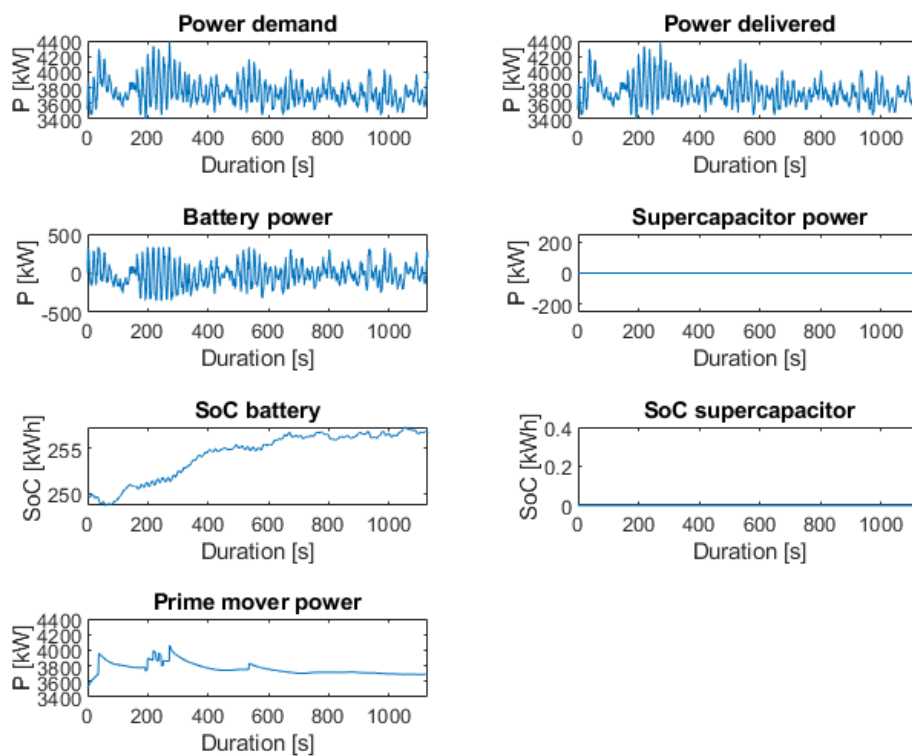 Power demand
4400
4200
4000
3800
3600
3400
P [kW]
0 200 400 600 800 1000
Duration [s]
Power delivered
4400
4200
4000
3800
3600
3400
P [kW]
0 200 400 600 800 1000
Duration [s]
Battery power
500
0
-500
P [kW]
0 200 400 600 800 1000
Duration [s]
Supercapacitor power
200
0
-200
P [kW]
0 200 400 600 800 1000
Duration [s]
SoC battery
255
250
SoC [kWh]
0 200 400 600 800 1000
Duration [s]
SoC supercapacitor
0.4
0.2
0
SoC [kWh]
0 200 400 600 800 1000
Duration [s]
Prime mover power
4400
4200
4000
3800
3600
3400
P [kW]
0 200 400 600 800 1000
Duration [s]